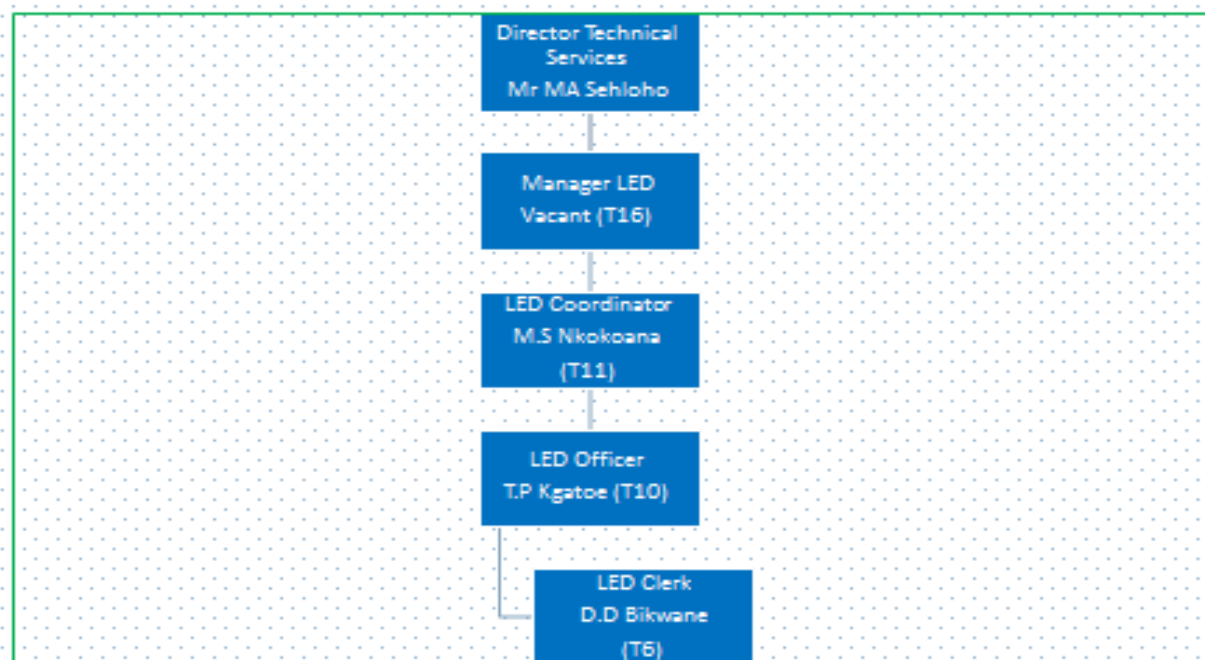 Director Technical
Services
Mr MA Sehloho
Manager LED
Vacant (T16)
LED Coordinator
M.S Nkokoana
(T11)
LED Officer
T.P Kgatoe (T10)
LED Clerk
D.D Bikwane
(T6)